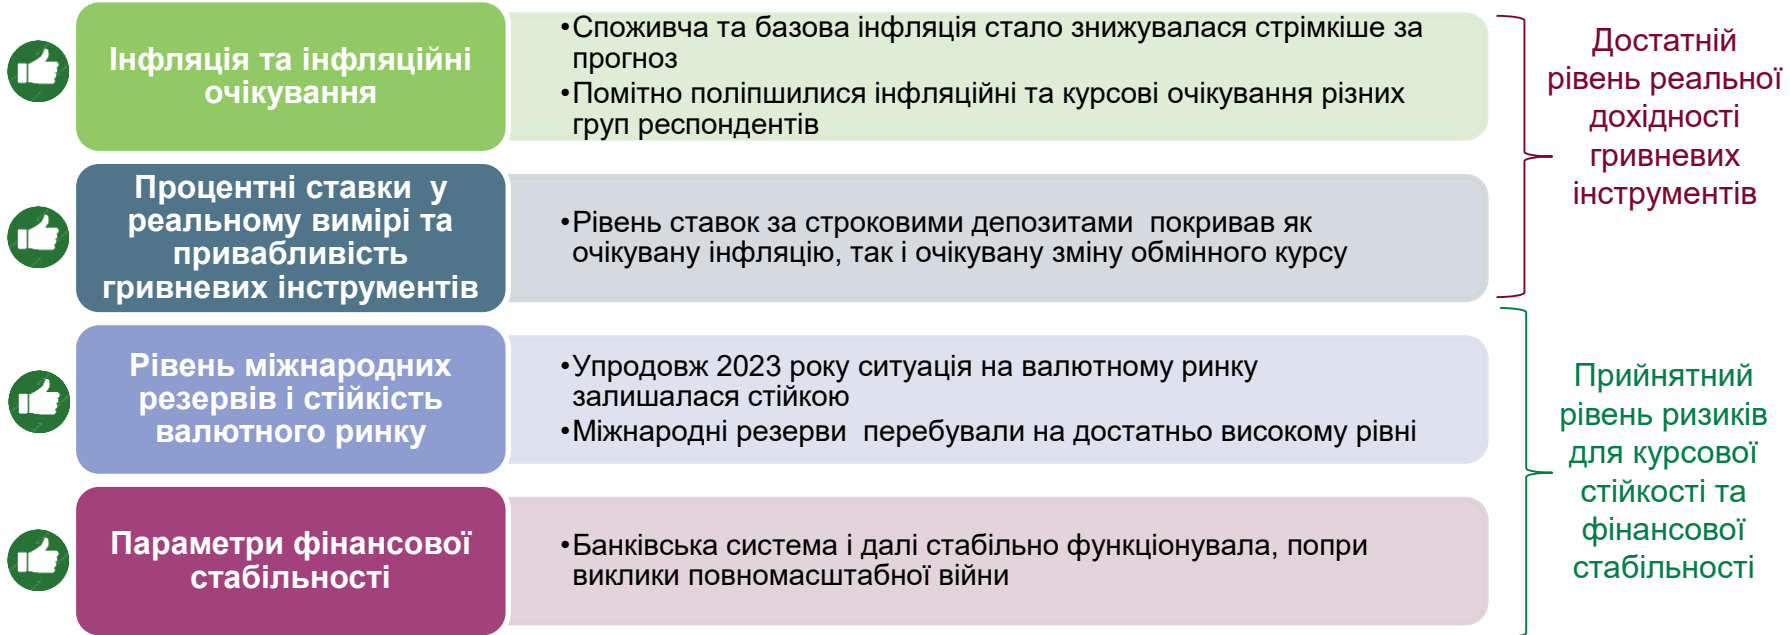 Інфляція та інфляційні
очікування
•Споживча та базова інфляція стало знижувалася стрімкіше за
прогноз
•Помітно поліпшилися інфляційні та курсові очікування різних
груп респондентів
Достатній
рівень реальної
дохідності
гривневих
інструментів
Процентні ставки у
реальному вимірі та
привабливість
гривневих інструментів
•Рівень ставок за строковими депозитами покривав як
очікувану інфляцію, так і очікувану зміну обмінного курсу
Рівень міжнародних
резервів і стійкість
валютного ринку
•Упродовж 2023 року ситуація на валютному ринку
залишалася стійкою
•Міжнародні резерви перебували на достатньо високому рівні
Прийнятний
рівень ризиків
для курсової
стійкості та
фінансової
стабільності
Параметри фінансової
стабільності
•Банківська система і далі стабільно функціонувала, попри
виклики повномасштабної війни